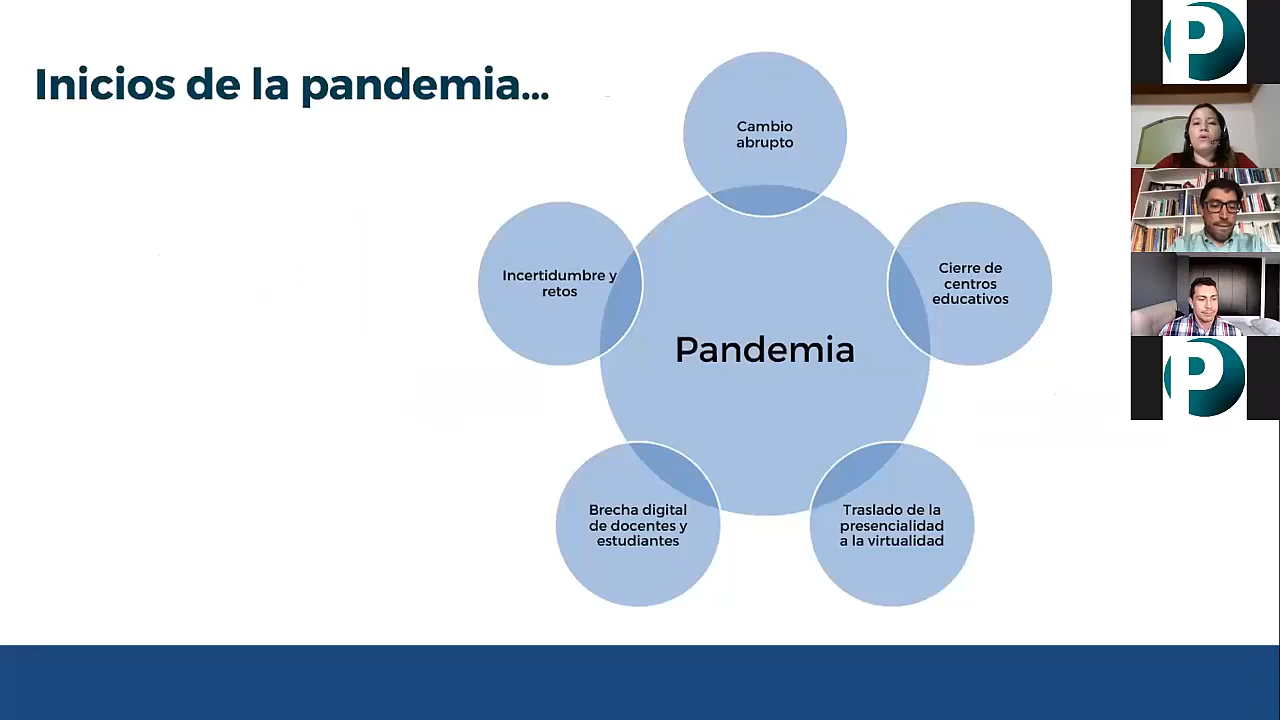 Inicios de la pandemia...
Cambio
abrupto
Cierre de
centros
educativos
Traslado de la
presencialidad
a la virtualidad
Brecha digital
de docentes y
estudiantes
Incertidumbre y
retos
Pandemia
P
P